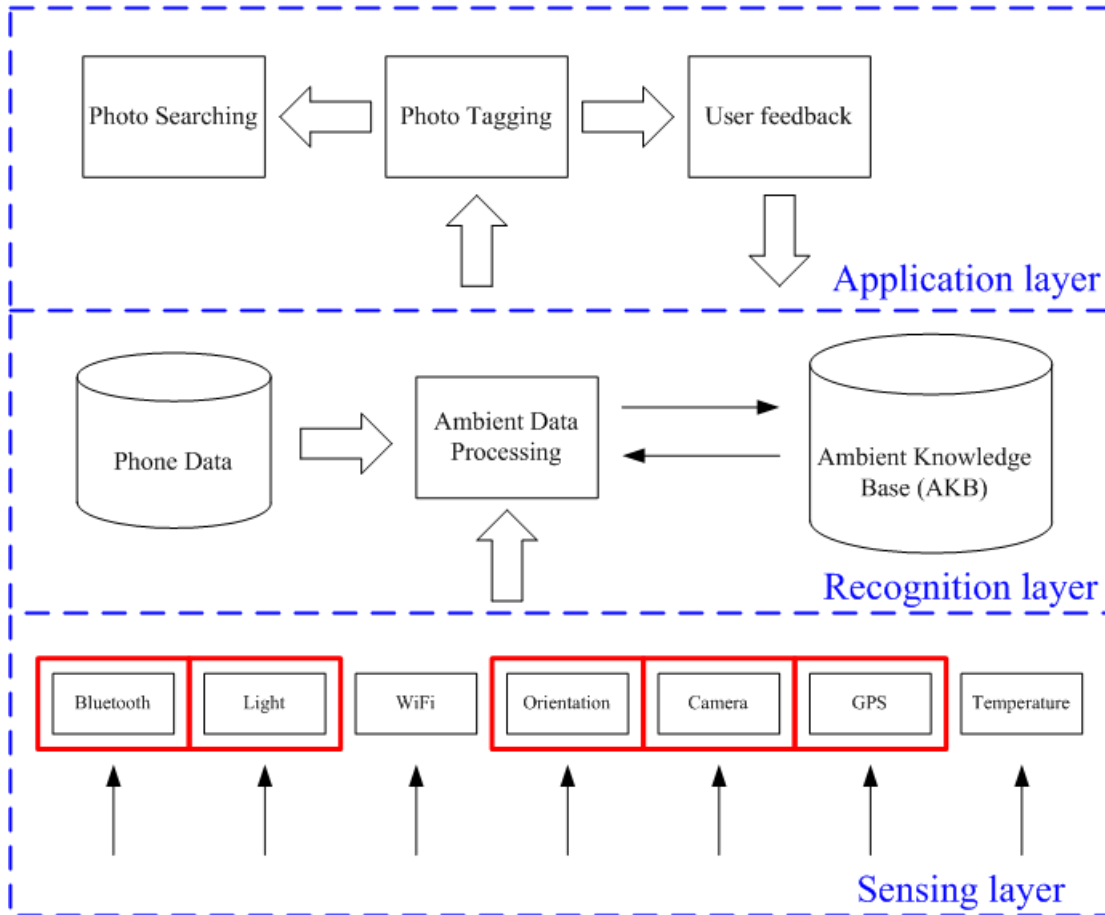 Photo Searching
Photo Tagging
User feedback
Application layer
Phone Data
Ambient Data
Processing
Ambient Knowledge
Base (AKB)
Recognition layer
Bluetooth
Light
WiFi
Orientation
Camera
GPS
Temperature
Sensing layer